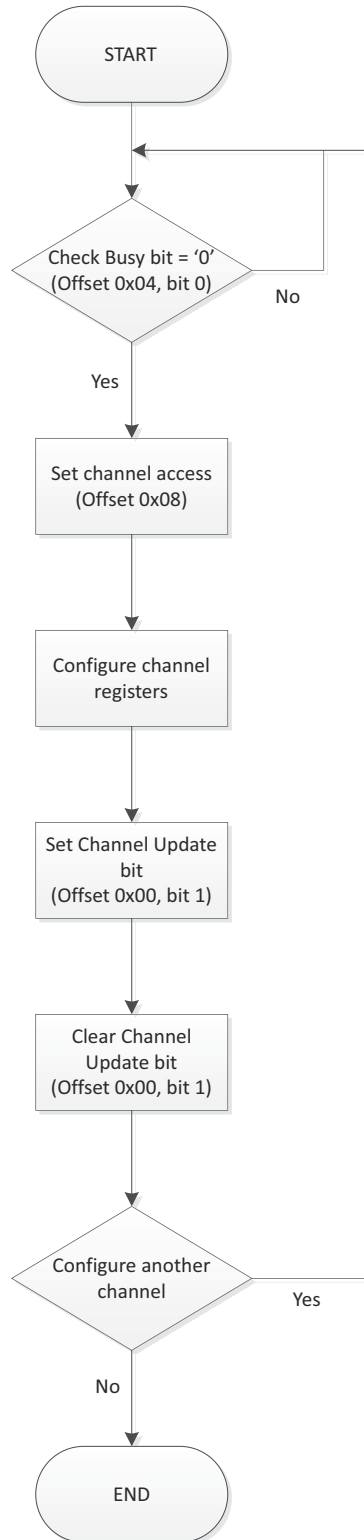 START
Check Busy bit = ‘0’
(Offset 0x04, bit 0)
No
Yes
Set channel access
(Offset 0x08)
Configure channel
registers
Set Channel Update
bit
(Offset 0x00, bit 1)
Clear Channel
Update bit
(Offset 0x00, bit 1)
Configure another
channel
Yes
No
END